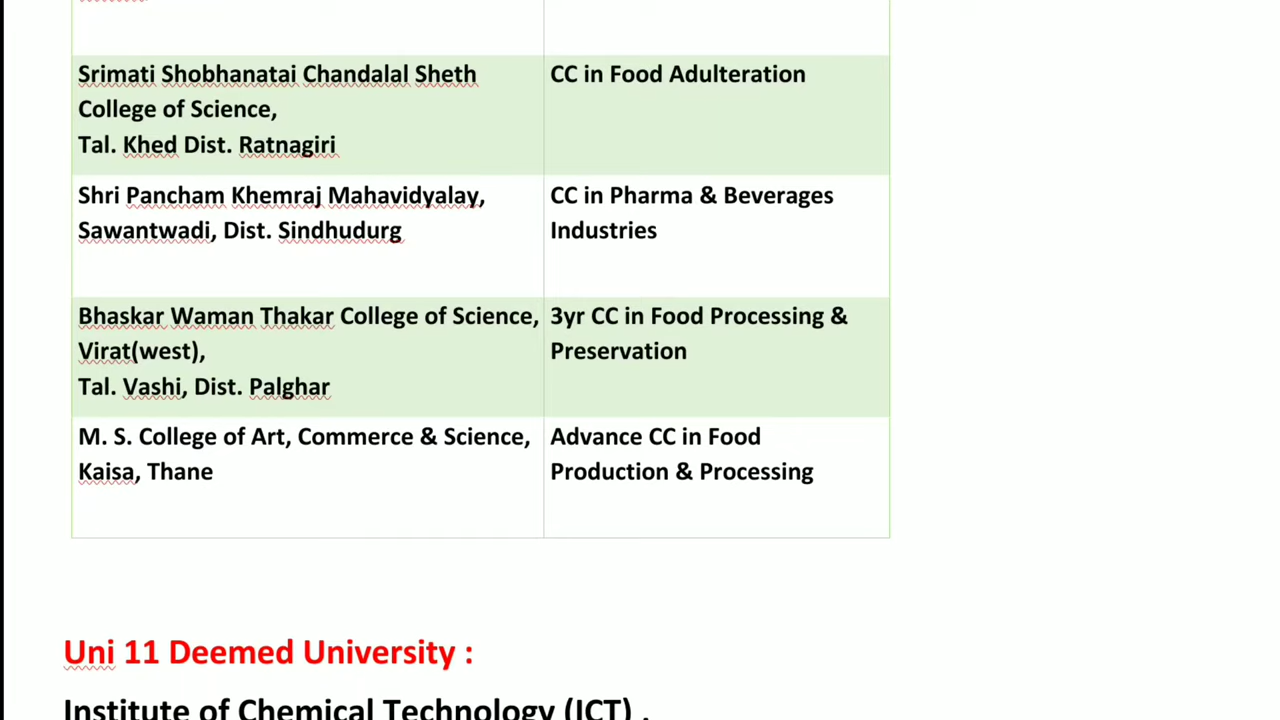 Srimati Shobhanatai Chandalal Sheth
College of Science,
Tal. Khed Dist. Ratnagiri
CC in Food Adulteration
Shri Pancham Khemraj Mahavidyalay,
Sawantwadi, Dist. Sindhudurg
CC in Pharma & Beverages
Industries
Bhaskar Waman Thakar College of Science,
Virat(west),
Tal. Vashi, Dist. Palghar
3yr CC in Food Processing &
Preservation
M. S. College of Art, Commerce & Science,
Kaisa, Thane
Advance CC in Food
Production & Processing
Uni 11 Deemed University :
Institute of Chemical Technology (ICT) ,